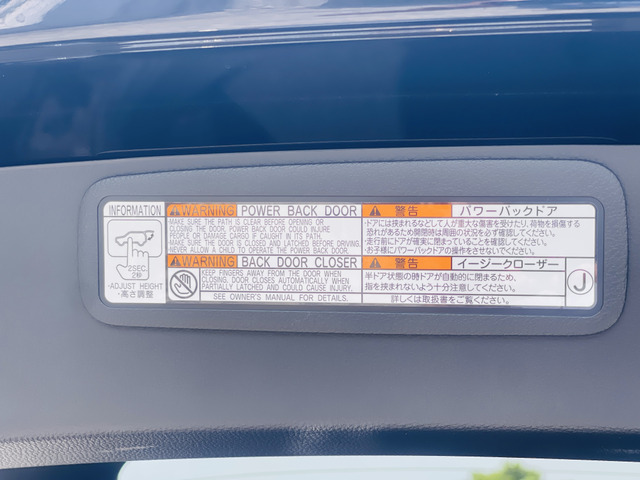 INFORMATION
2SEC.
2秒
·ADJUST HEIGHT
·高さ調整
WARNING POWER BACK DOOR
MAKE SURE THE PATH IS CLEAR BEFORE OPENING OR
CLOSING THE DOOR. POWER BACK DOOR COULD INJURE
PEOPLE OR DAMAGE CARGO IF CAUGHT IN ITS PATH.
MAKE SURE THE DOOR IS CLOSED AND LATCHED BEFORE DRIVING.
NEVER ALLOW A CHILD TO OPERATE THE POWER BACK DOOR.
WARNING BACK DOOR CLOSER
KEEP FINGERS AWAY FROM THE DOOR WHEN
CLOSING. DOOR CLOSES AUTOMATICALLY WHEN
PARTIALLY LATCHED AND COULD CAUSE INJURY.
SEE OWNER'S MANUAL FOR DETAILS.
警告 パワーバックドア
・ドアには挟まれるなどして人が重大な傷害を受けたり、荷物を損傷する
恐れがあるため開閉時は周囲の状況を必ず確認してください。
・走行前にドアが確実に閉まっていることを確認してください。
・お子様にパワーバックドアの操作をさせないでください。
警告 イージークローザー
半ドア状態の時ドアが自動的に閉まるため、
指を挟まれないよう十分注意してください。
詳しくは取扱書をご覧ください。
J